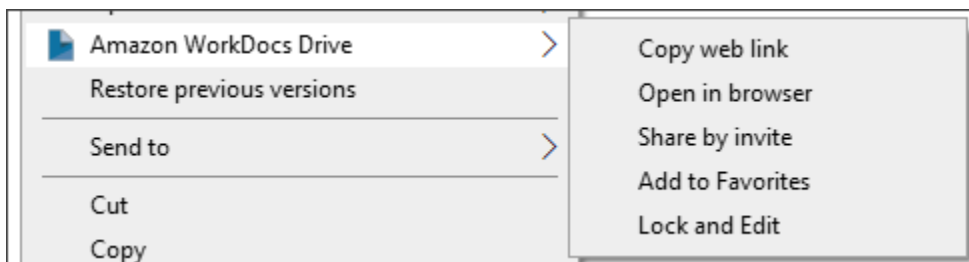 Amazon WorkDocs Drive
Restore previous versions
Send to
Cut
Copy
Copy web link
Open in browser
Share by invite
Add to Favorites
Lock and Edit